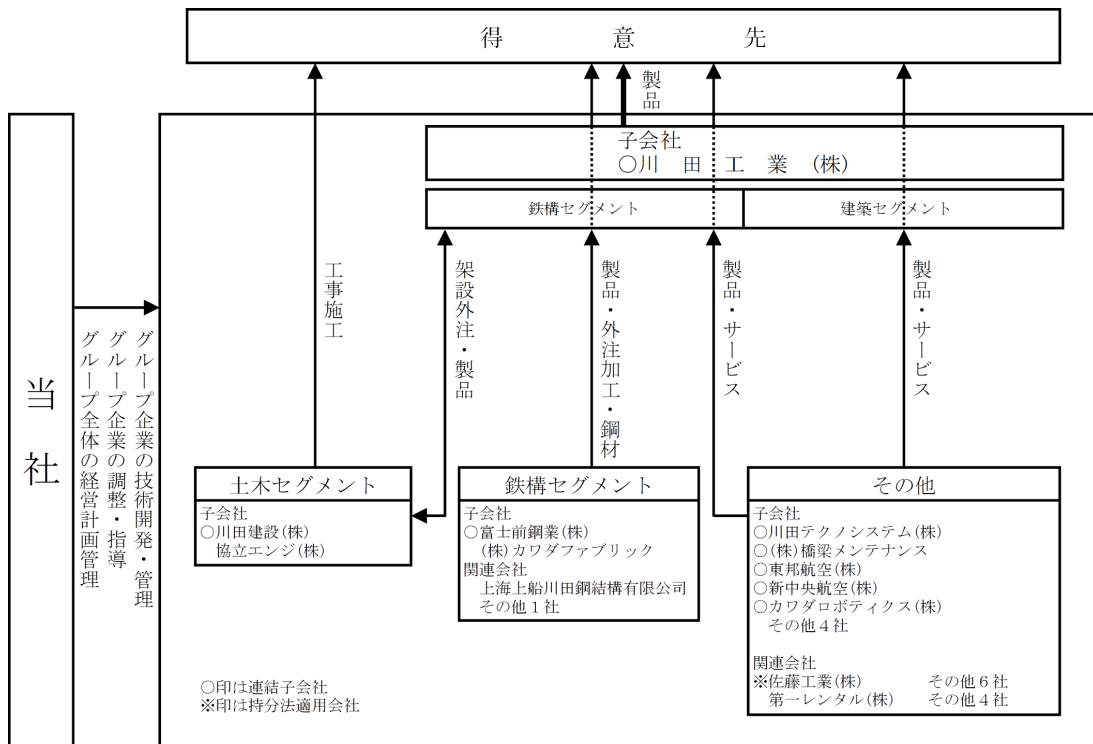 得意先
製品
子会社
○川田工業(株)
鉄構セグメント
建築セグメント
工事施工
架設外注・製品
製品・外注加工・鋼材
製品・サービス
製品・サービス
当社
グループ企業の技術開発・管理
グループ企業の調整・指導
グループ全体の経営計画管理
土木セグメント
子会社
○川田建設(株)
協立エンジ(株)
鉄構セグメント
子会社
○富士前鋼業(株)
(株)カワダファブリック
関連会社
上海上船川田鋼結構有限公司
その他1社
その他
子会社
○川田テクノシステム(株)
○(株)橋梁メンテナンス
○東邦航空(株)
○新中央航空(株)
○カワダロボティクス(株)
その他4社
関連会社
※佐藤工業(株) その他6社
第一レンタル(株) その他4社
○印は連結子会社
※印は持分法適用会社